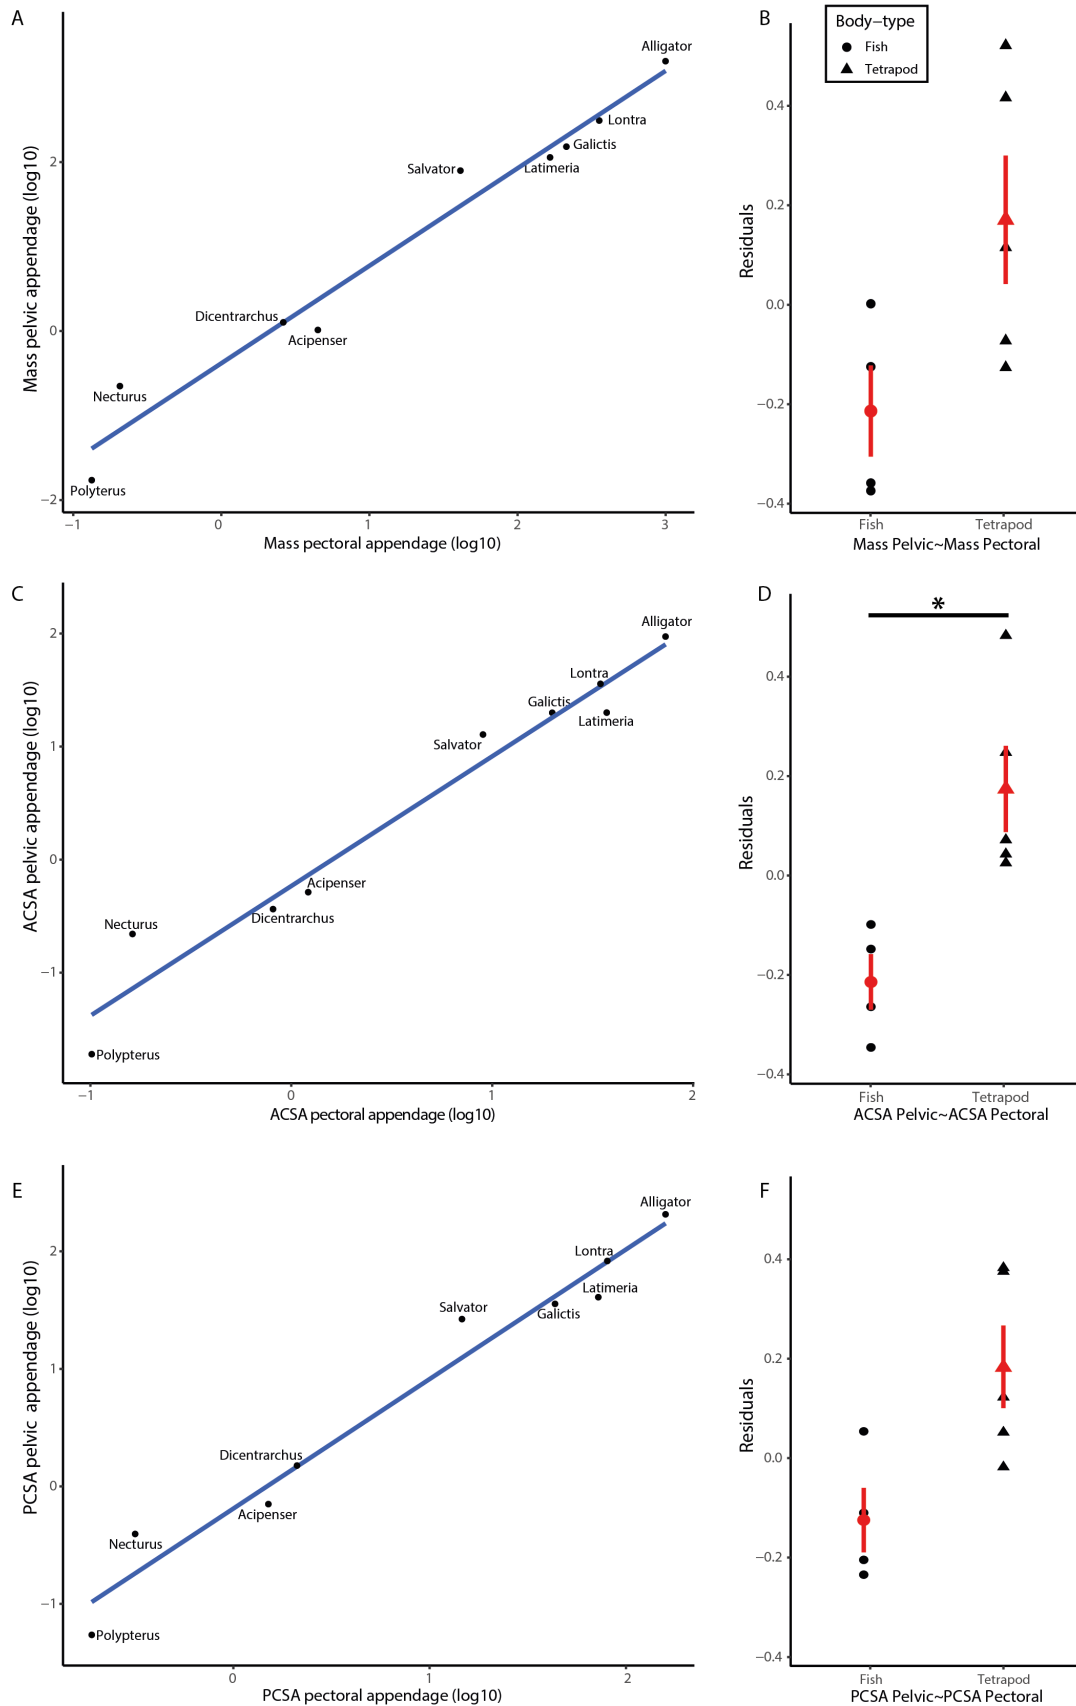 A
Mass pelvic appendage (log10)
2
0
−2
Alligator
Lontra
Galictis
Latimeria
Salvator
Dicentrarchus
Acipenser
Necturus
Polyterus
−1
0
1
2
3
Mass pectoral appendage (log10)
B
Body−type
Fish
Tetrapod
Residuals
0.4
0.2
0.0
−0.2
−0.4
Fish
Tetrapod
Mass Pelvic~Mass Pectoral
C
ACSA pelvic appendage (log10)
2
1
0
−1
Alligator
Lontra
Galictis
Latimeria
Salvator
Acipenser
Dicentrarchus
Necturus
Polypterus
−1
0
1
2
ACSA pectoral appendage (log10)
D
*
Residuals
0.4
0.2
0.0
−0.2
−0.4
Fish
Tetrapod
ACSA Pelvic~ACSA Pectoral
E
PCSA pelvic appendage (log10)
2
1
0
−1
Alligator
Lontra
Latimeria
Galictis
Salvator
Dicentrarchus
Acipenser
Necturus
Polypterus
0
1
2
PCSA pectoral appendage (log10)
F
Residuals
0.4
0.2
0.0
−0.2
−0.4
Fish
Tetrapod
PCSA Pelvic~PCSA Pectoral